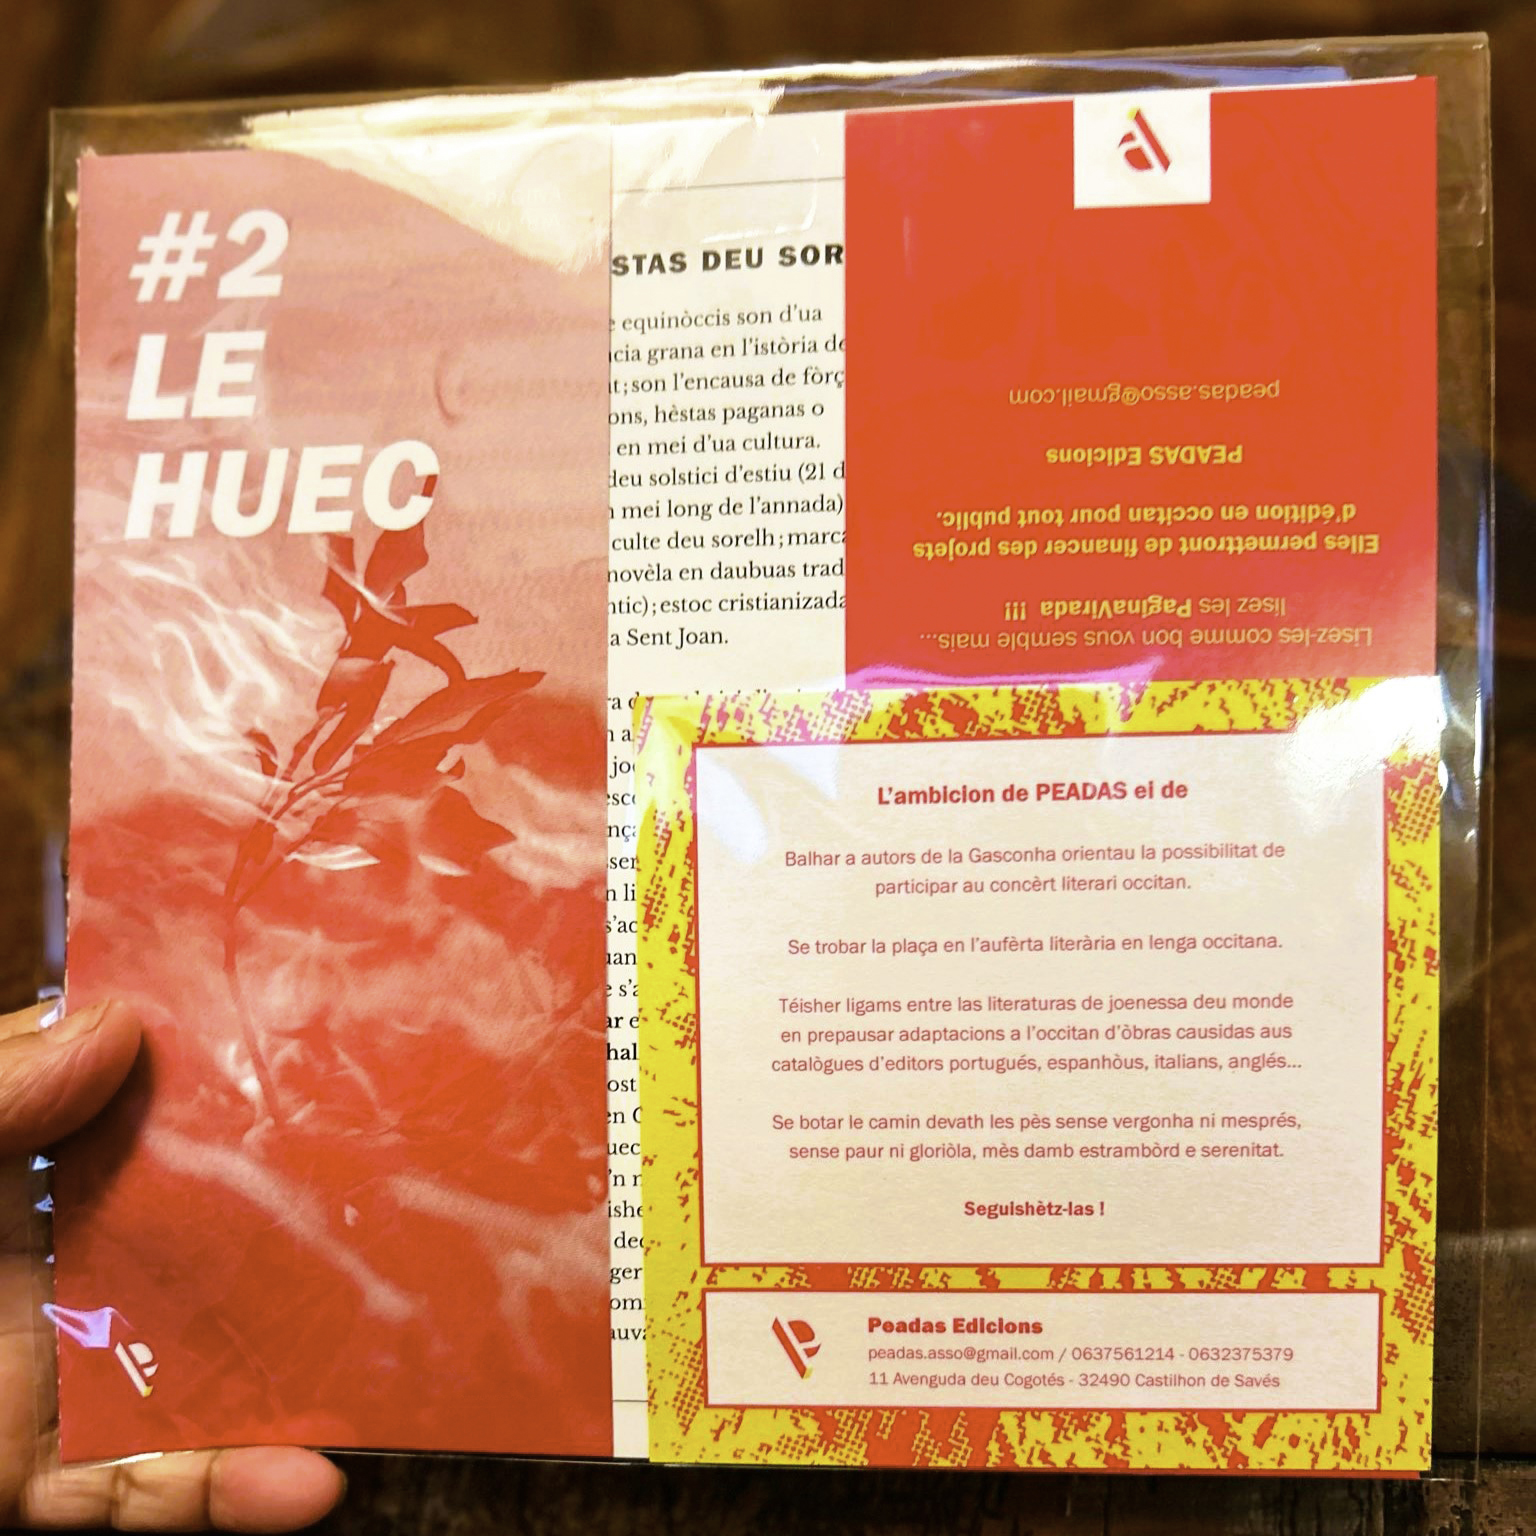 #2
LE
HUEC
STAS DEU SOR
equinòccis son d'ua
cia grana en l'istòria de
t; son l'encausa de fòrç
ons, hèstas paganas o
en mei d'ua cultura.
deu solstici d'estiu (21 d
mei long de l'annada)
culte deu sorelh; marca
novèla en daubuas trad
ntic); estoc cristianizada
a Sent Joan.
Lisez-les comme bon vous semble mais...
lisez les PaginaVirada !!!
Elles permettront de financer des projets
d'édition en occitan pour tout public.
PEADAS Edicions
peadas.asso@gmail.com
L'ambicion de PEADAS ei de
Balhar a autors de la Gasconha orientau la possibilitat de
participar au concèrt literari occitan.
Se trobar la plaça en l'aufèrta literària en lenga occitana.
Téisher ligams entre las literaturas de joenessa deu monde
en prepausar adaptacions a l'occitan d'òbras causidas aus
catalògues d'editors portugués, espanhòus, italians, anglés...
Se botar le camin devath les pès sense vergonha ni mesprés,
sense paur ni gloriòla, mès damb estrambòrd e serenitat.
Seguishètz-las !
Peadas Edicions
peadas.asso@gmail.com / 0637561214 - 0632375379
11 Avenguda deu Cogotés - 32490 Castilhon de Savés